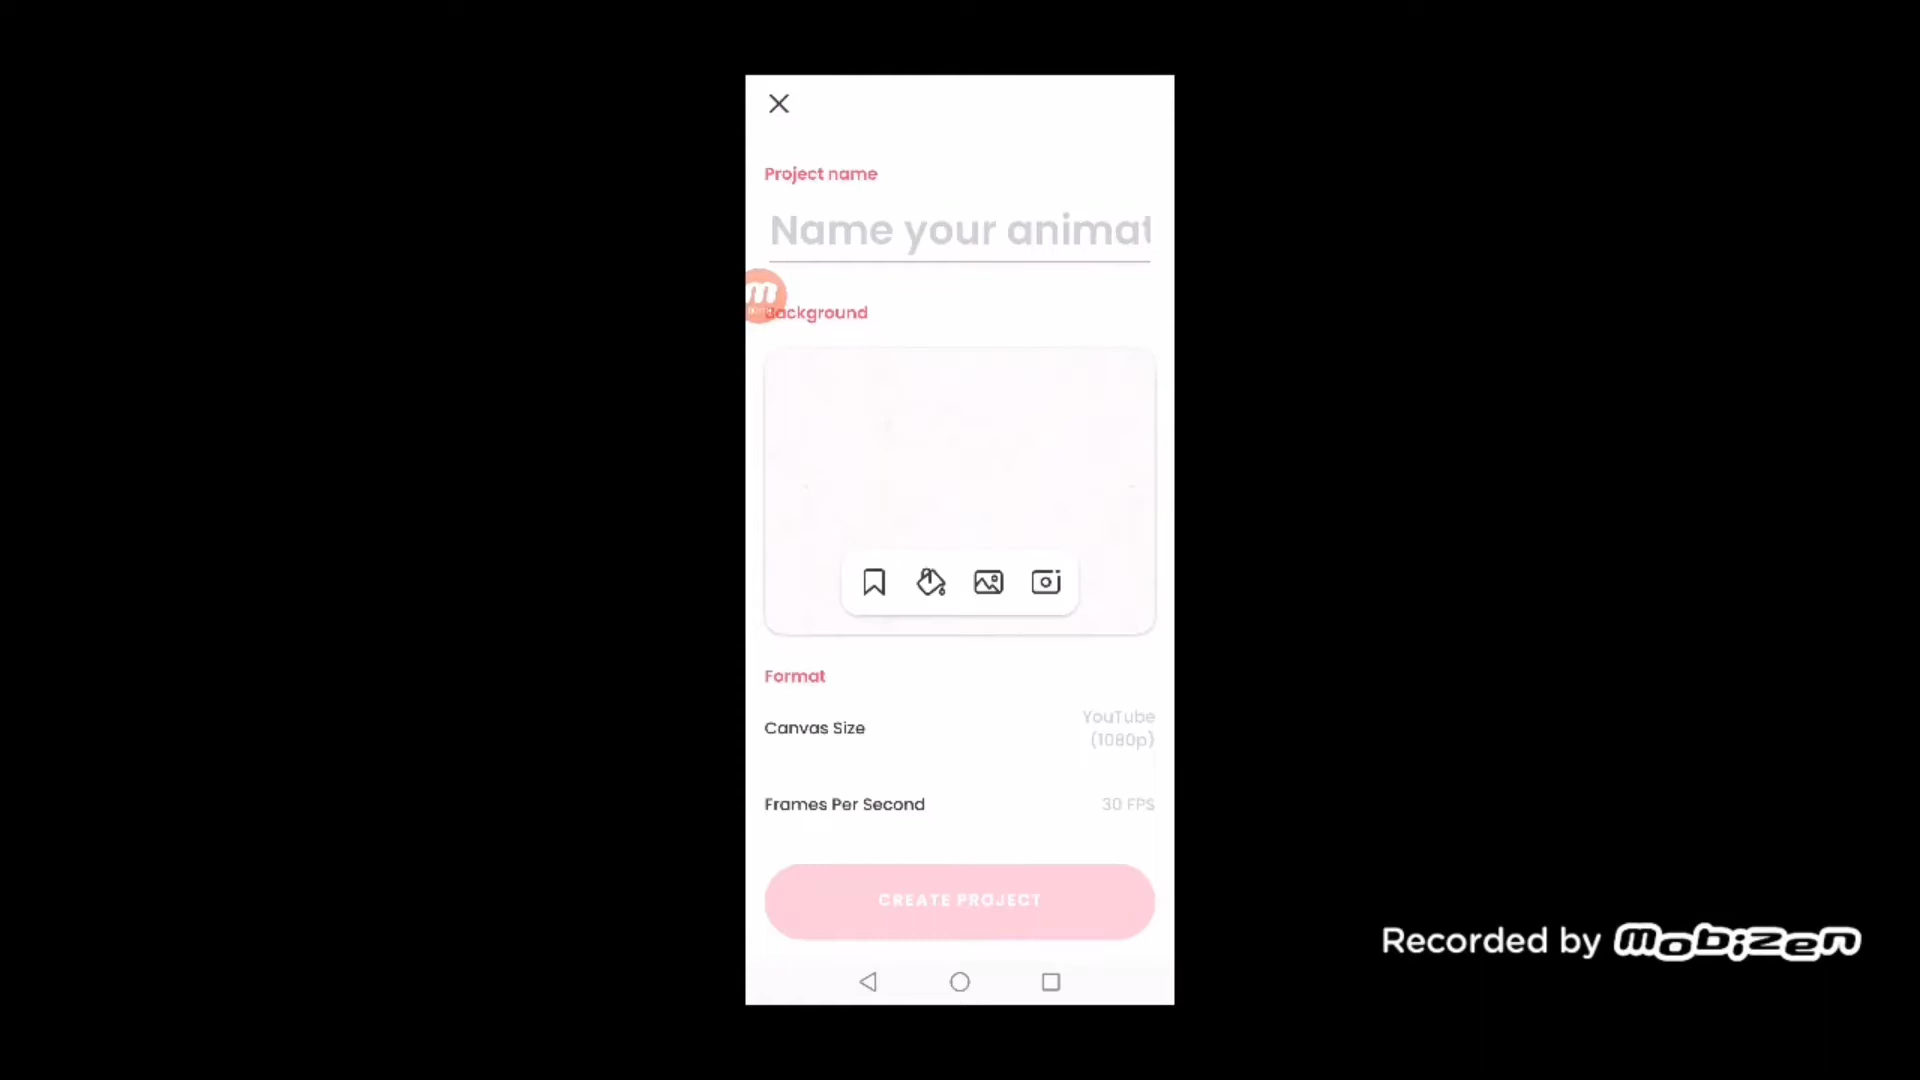 Project name
Name your animat
Background
Format
Canvas Size
YouTube
(1080p)
Frames Per Second
30 FPS
CREATE PROJECT
Recorded by mobizen